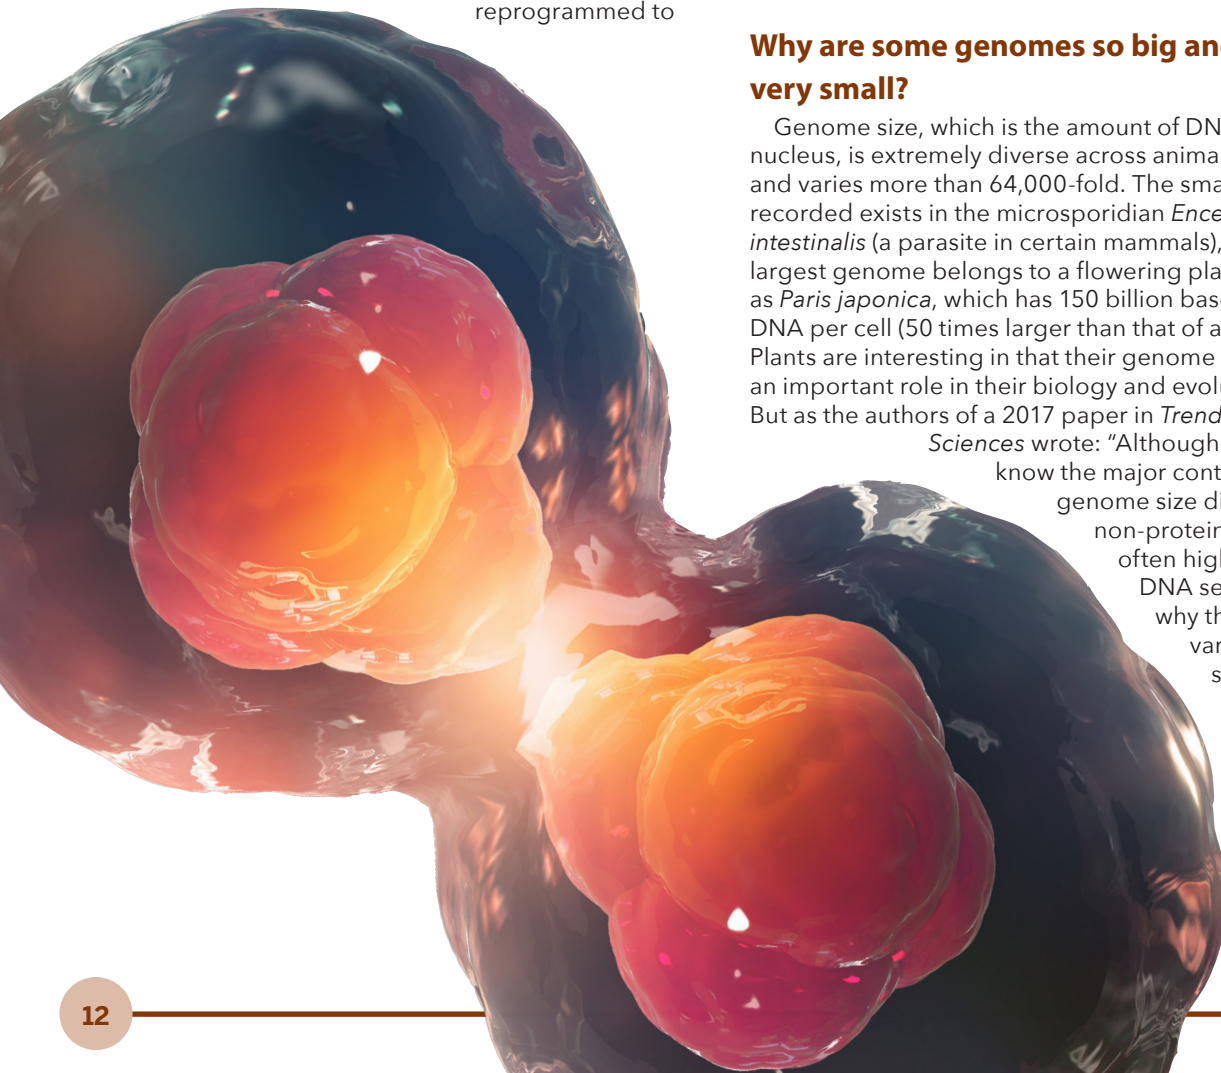 reprogrammed to
Why are some genomes so big and
very small?
Genome size, which is the amount of DN
nucleus, is extremely diverse across anima
and varies more than 64,000-fold. The sma
recorded exists in the microsporidian Ence
intestinalis (a parasite in certain mammals),
largest genome belongs to a flowering pla
as Paris japonica, which has 150 billion bas
DNA per cell (50 times larger than that of a
Plants are interesting in that their genome
an important role in their biology and evol
But as the authors of a 2017 paper in Trend
Sciences wrote: “Although
know the major cont
genome size di
non-protein
often hig
DNA se
why th
var
s
12